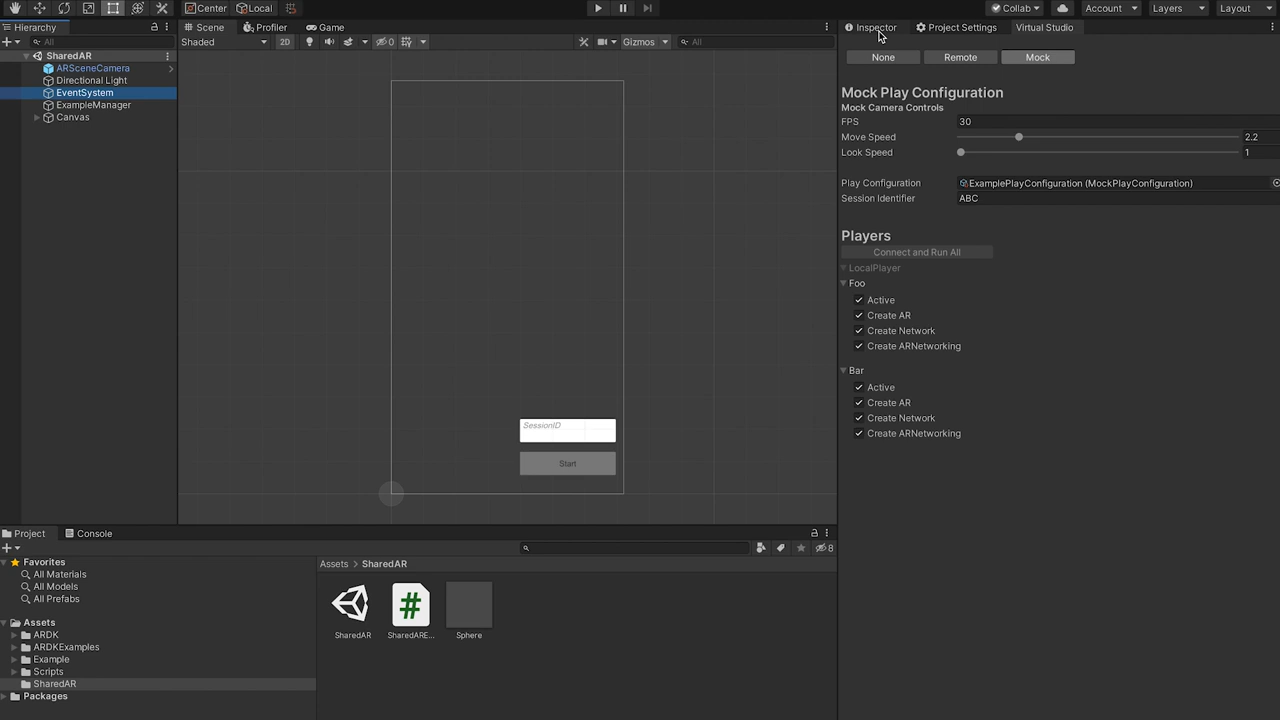 Center Local
Collab Account Layers Layout
Hierarchy
Scene Profiler Game
Inspector Project Settings Virtual Studio
All
Shaded 2D 0 Gizmos All
SharedAR
ARSceneCamera
Directional Light
EventSystem
ExampleManager
Canvas
SessionID
Start
None Remote Mock
Mock Play Configuration
Mock Camera Controls
FPS 30
Move Speed 2.2
Look Speed 1
Play Configuration ExamplePlayConfiguration (MockPlayConfiguration)
Session Identifier ABC
Players
Connect and Run All
LocalPlayer
Foo
Active
Create AR
Create Network
Create ARNetworking
Bar
Active
Create AR
Create Network
Create ARNetworking
Project Console
8
Favorites
All Materials
All Models
All Prefabs
Assets
ARDK
ARDKExamples
Example
Scripts
SharedAR
Packages
Assets > SharedAR
#
SharedAR SharedARE... Sphere